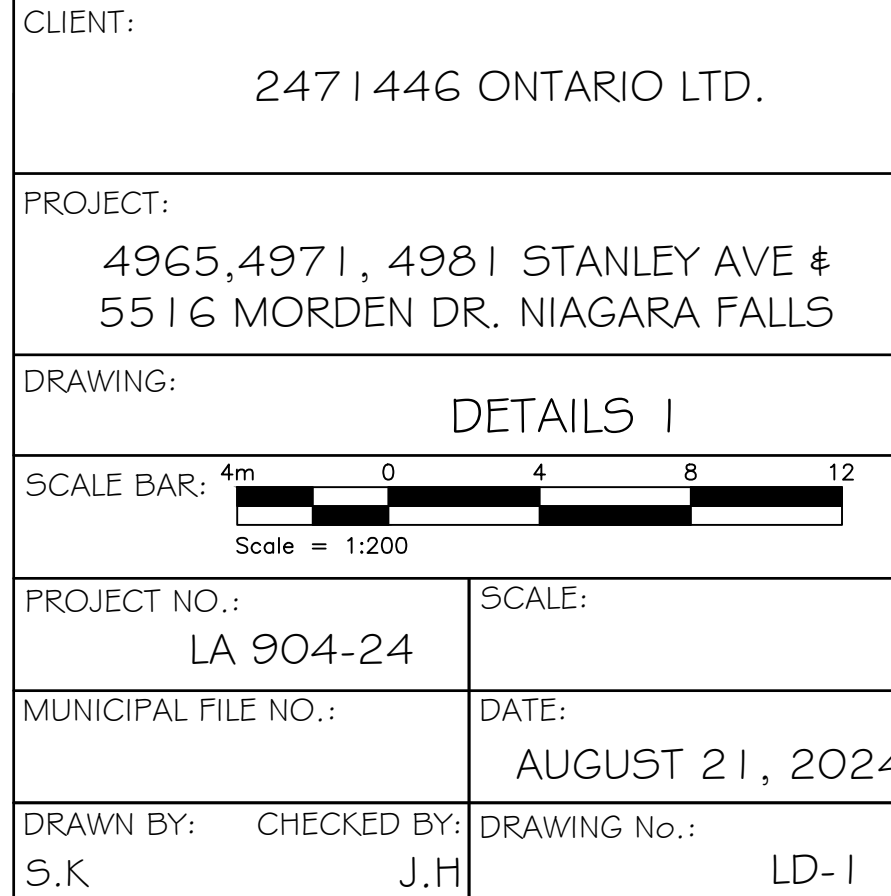 CLIENT:
2471446 ONTARIO LTD.
PROJECT:
4965,4971, 4981 STANLEY AVE &
5516 MORDEN DR. NIAGARA FALLS
DRAWING:
DETAILS 1
SCALE BAR:
4m 0 4 8 12
Scale = 1:200
PROJECT NO.:
LA 904-24
SCALE:
MUNICIPAL FILE NO.:
DATE:
AUGUST 21, 2024
DRAWN BY: CHECKED BY:
S.K J.H
DRAWING No.:
LD-1